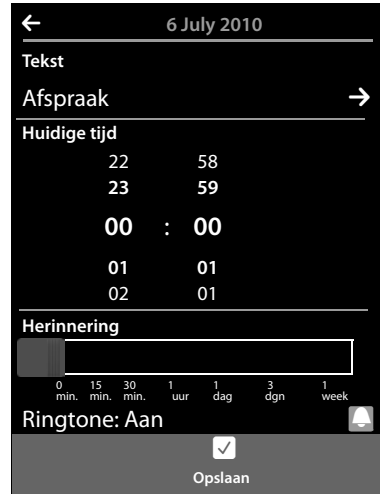 6 July 2010
Tekst
Afspraak
Huidige tijd
22 58
23 59
00 : 00
01 01
02 01
Herinnering
0 min. 15 min. 30 min. 1 uur 1 dag 3 dgn 1 week
Ringtone: Aan
Opslaan